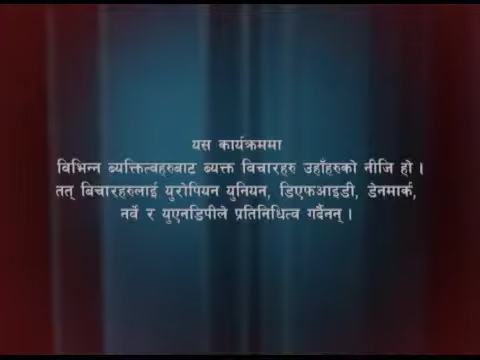 यस कार्यक्रममा
विभिन्न ब्यक्तित्वहरुबाट ब्यक्त विचारहरु उहाँहरुको नीजि हो ।
तत् बिचारहरुलाई युरोपियन युनियन, डिएफआइडी, डेनमार्क,
नर्वे र युएनडिपीले प्रतिनिधित्व गर्दैनन् ।